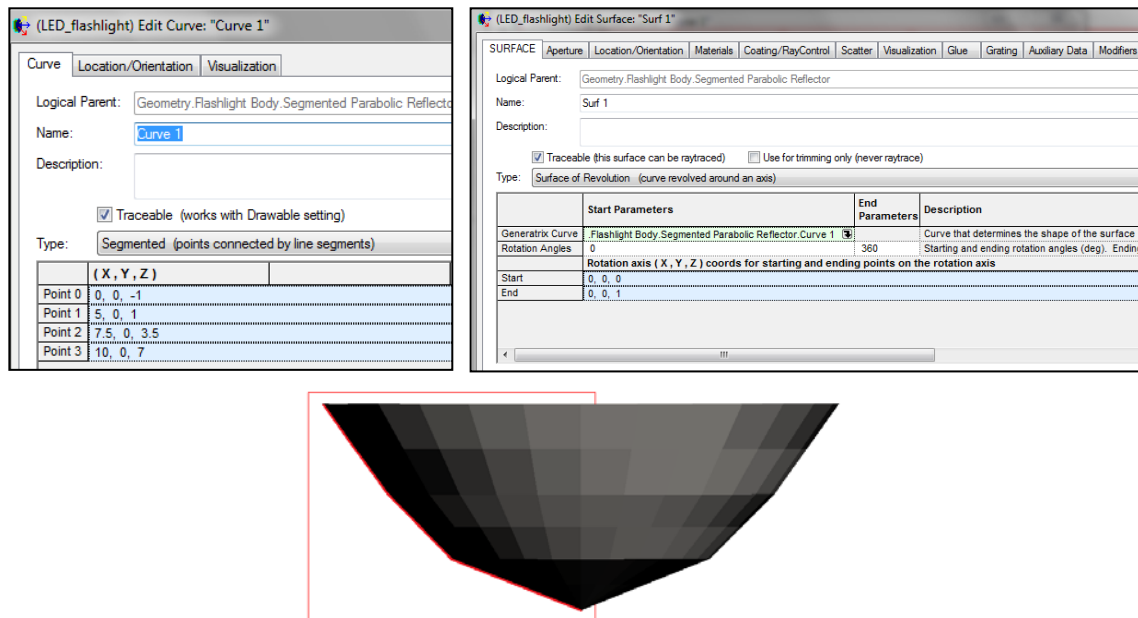 (LED_flashlight) Edit Curve: "Curve 1"
Curve Location/Orientation Visualization
Logical Parent: Geometry.Flashlight Body.Segmented Parabolic Reflecto
Name: Curve 1
Description:
Traceable (works with Drawable setting)
Type: Segmented (points connected by line segments)
( X , Y , Z )
Point 0 0, 0, -1
Point 1 5, 0, 1
Point 2 7.5, 0, 3.5
Point 3 10, 0, 7
(LED_flashlight) Edit Surface: "Surf 1"
SURFACE Aperture Location/Orientation Materials Coating/RayControl Scatter Visualization Glue Grating Auxiliary Data Modifiers
Logical Parent: Geometry.Flashlight Body.Segmented Parabolic Reflector
Name: Surf 1
Description:
Traceable (this surface can be raytraced) Use for trimming only (never raytrace)
Type: Surface of Revolution (curve revolved around an axis)
Start Parameters End Parameters Description
Generatrix Curve .Flashlight Body.Segmented Parabolic Reflector.Curve 1 Curve that determines the shape of the surface
Rotation Angles 0 360 Starting and ending rotation angles (deg). Endin
Rotation axis ( X , Y , Z ) coords for starting and ending points on the rotation axis
Start 0, 0, 0
End 0, 0, 1